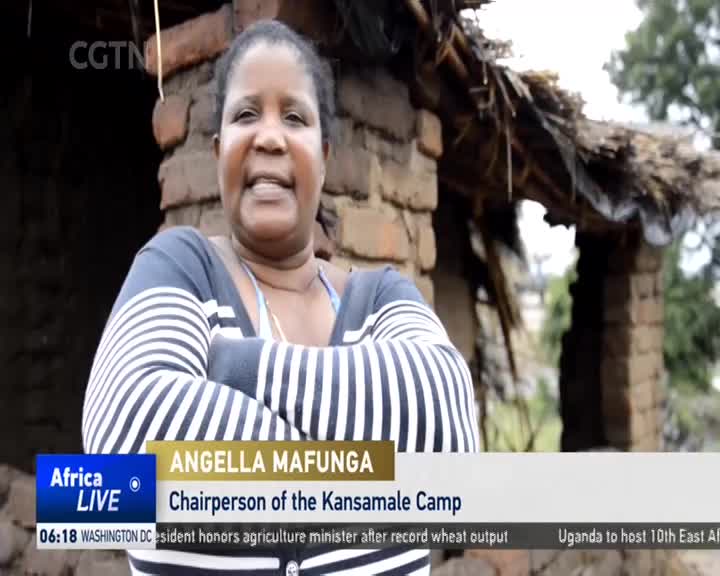 CGTN
ANGELLA MAFUNGA
Africa
LIVE
Chairperson of the Kansamale Camp
06:18 WASHINGTON DC
esident honors agriculture minister after record wheat output Uganda to host 10th East Af